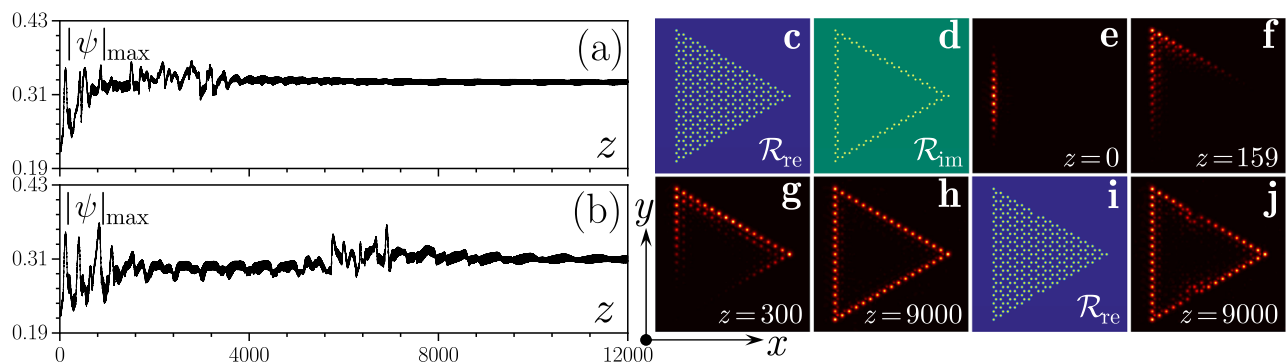 0.43
|ψ|max
(a)
0.31
z
0.19
0.43
|ψ|max
(b)
0.31
z
0.19
0 4000 8000 12000
y
x
c
ℛre
d
ℛim
e
z=0
f
z=159
g
z=300
h
z=9000
i
ℛre
j
z=9000